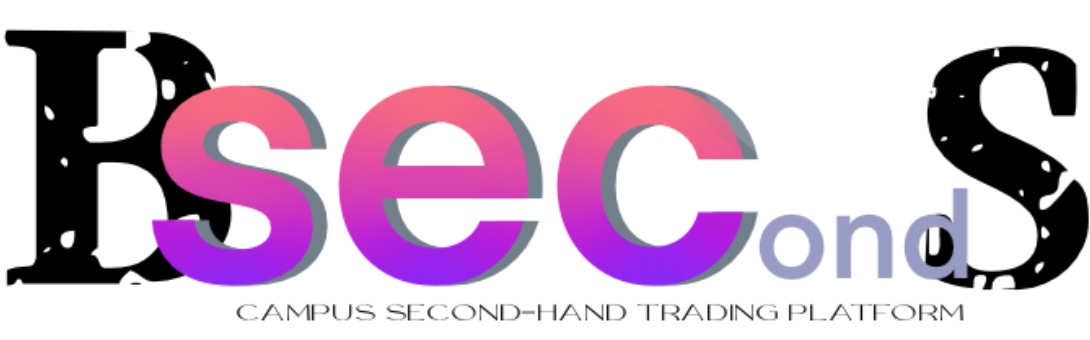 BsecondS
CAMPUS SECOND-HAND TRADING PLATFORM